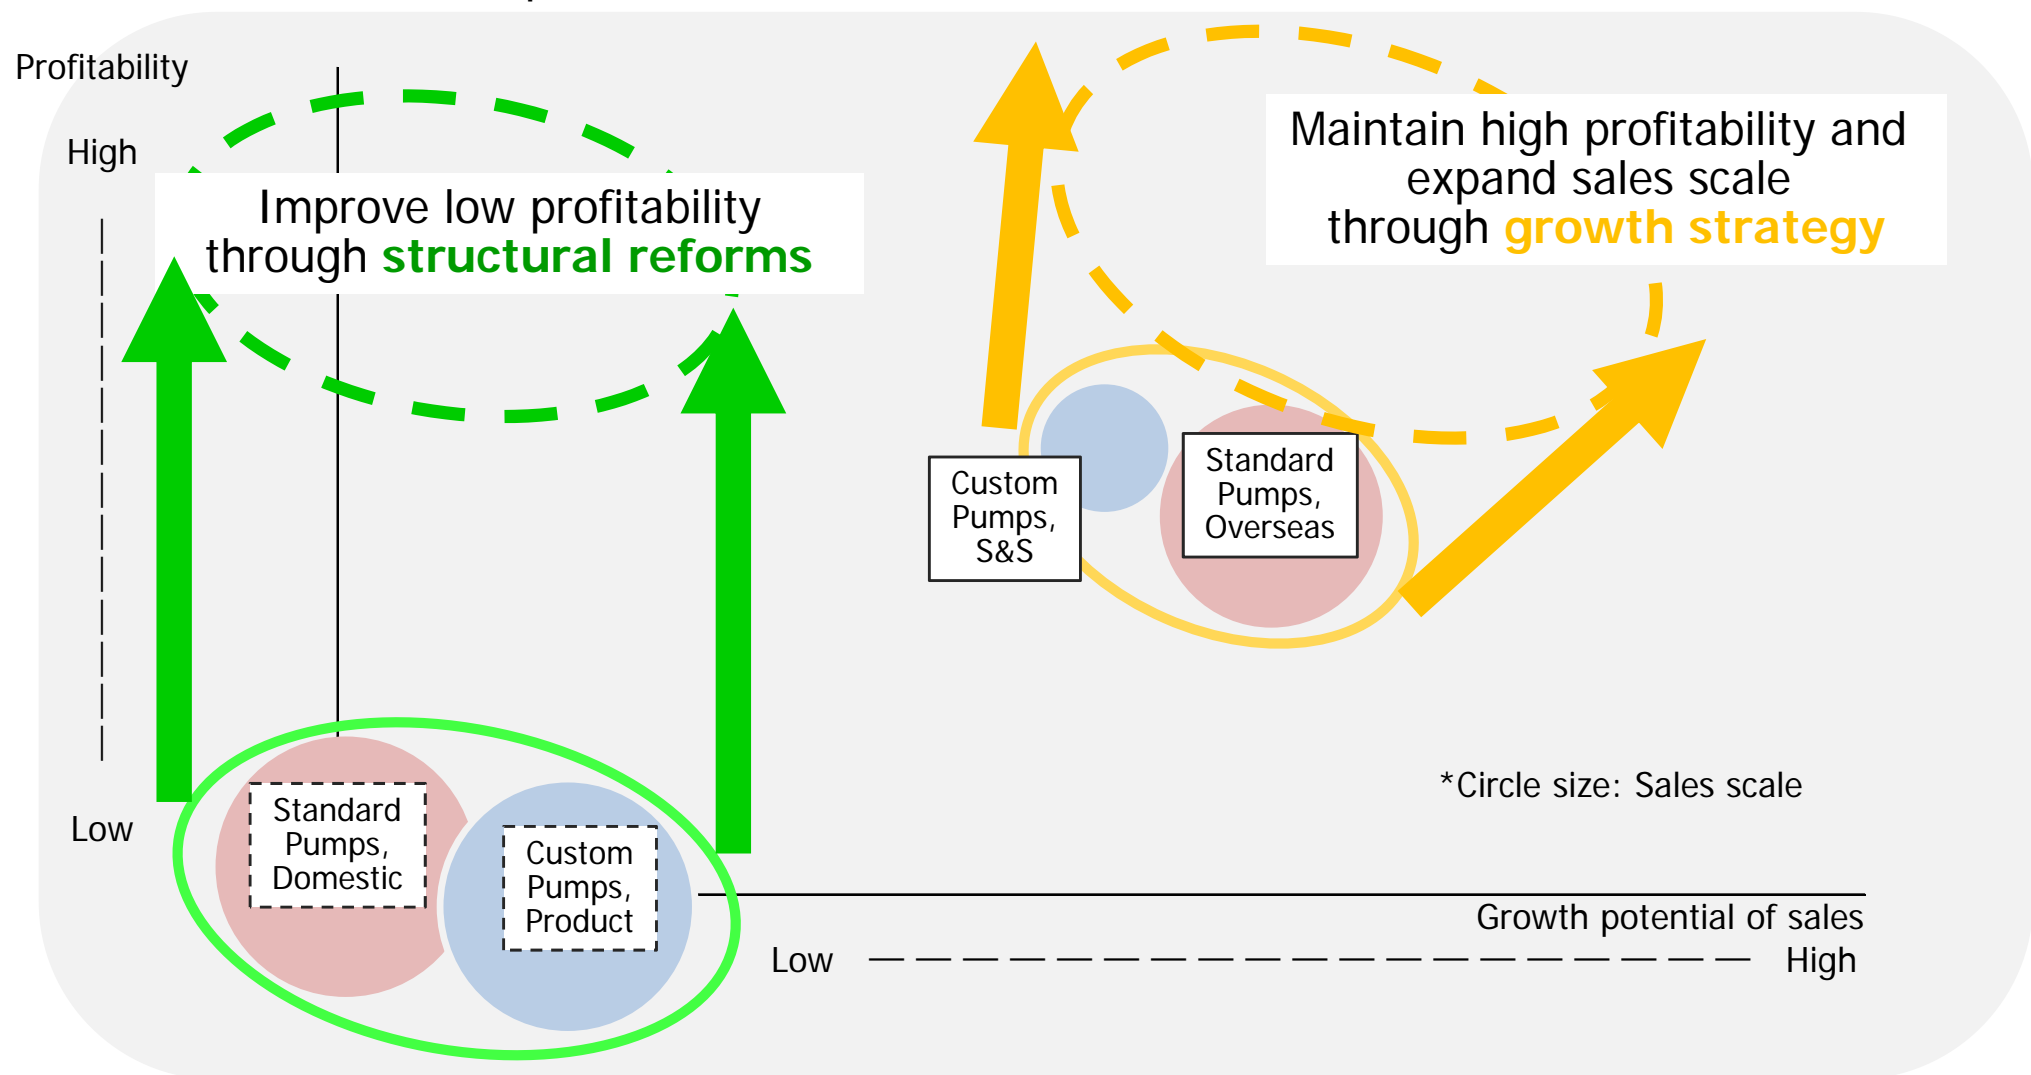 Profitability
High
Improve low profitability
through structural reforms
Maintain high profitability and
expand sales scale
through growth strategy
Custom
Pumps,
S&S
Standard
Pumps,
Overseas
*Circle size: Sales scale
Low
Standard
Pumps,
Domestic
Custom
Pumps,
Product
Growth potential of sales
Low
High